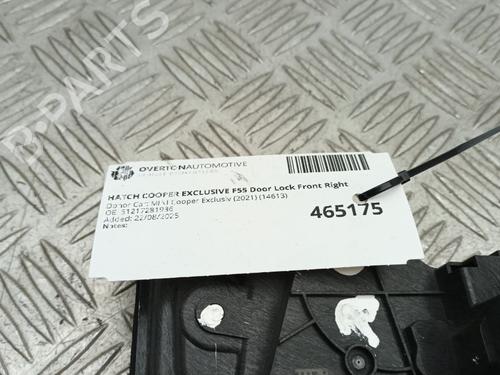 B-PARTS
OVERTONAUTOMOTIVE
HATCH COOPER EXCLUSIVE F55 Door Lock Front Right
Donor Car: MINI Cooper Exclusiv (2021) (14613)
OE: 51217281936
Added: 22/08/2025
Notes:
465175